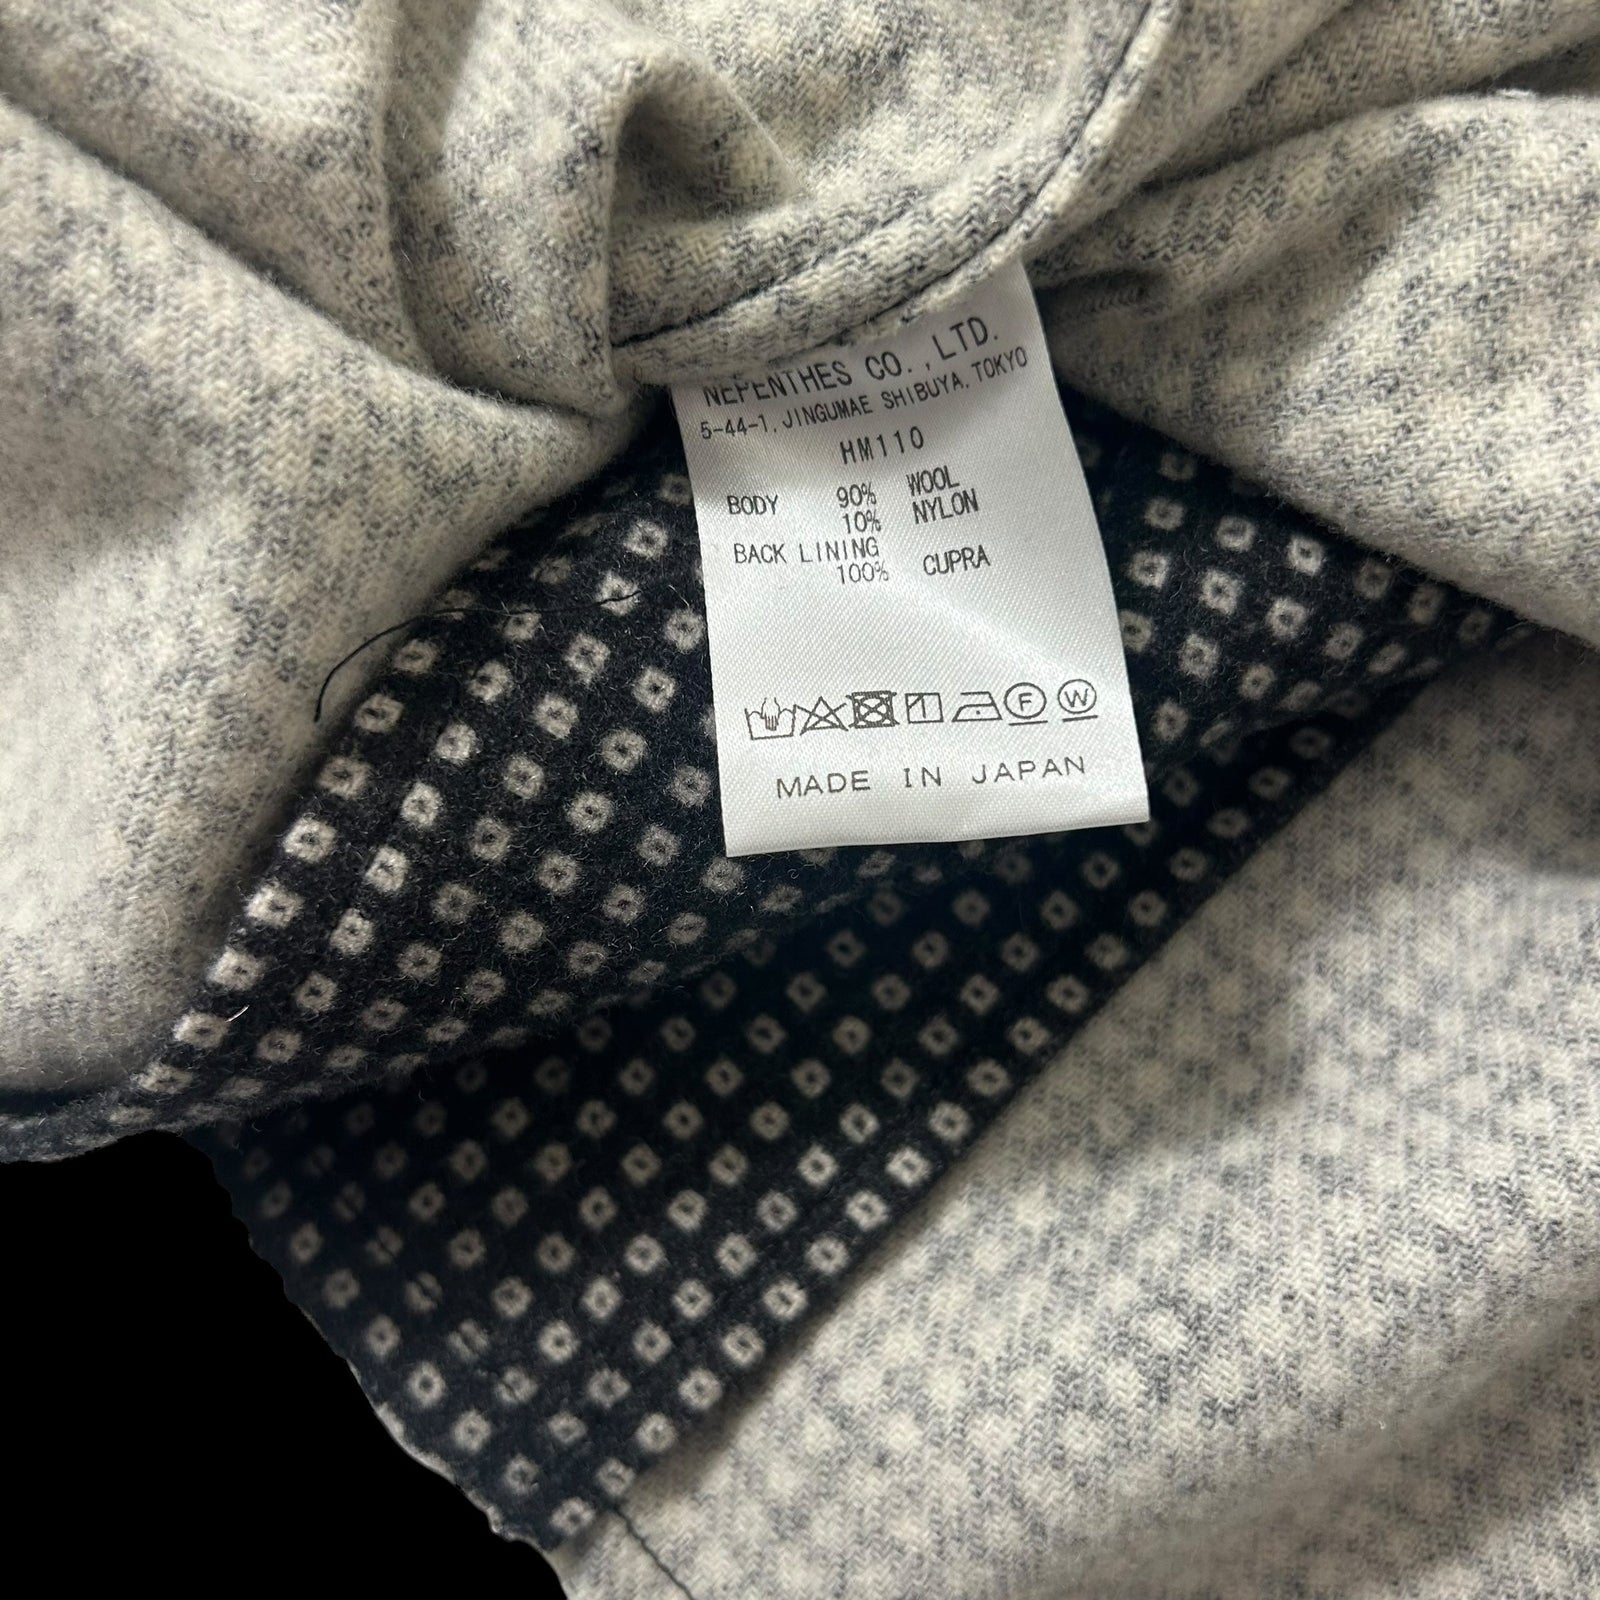 NEPENTHES CO.,LTD.
5-44-1,JINGUMAE SHIBUYA,TOKYO
HM110
BODY 90% WOOL
10% NYLON
BACK LINING
100% CUPRA
F W
MADE IN JAPAN